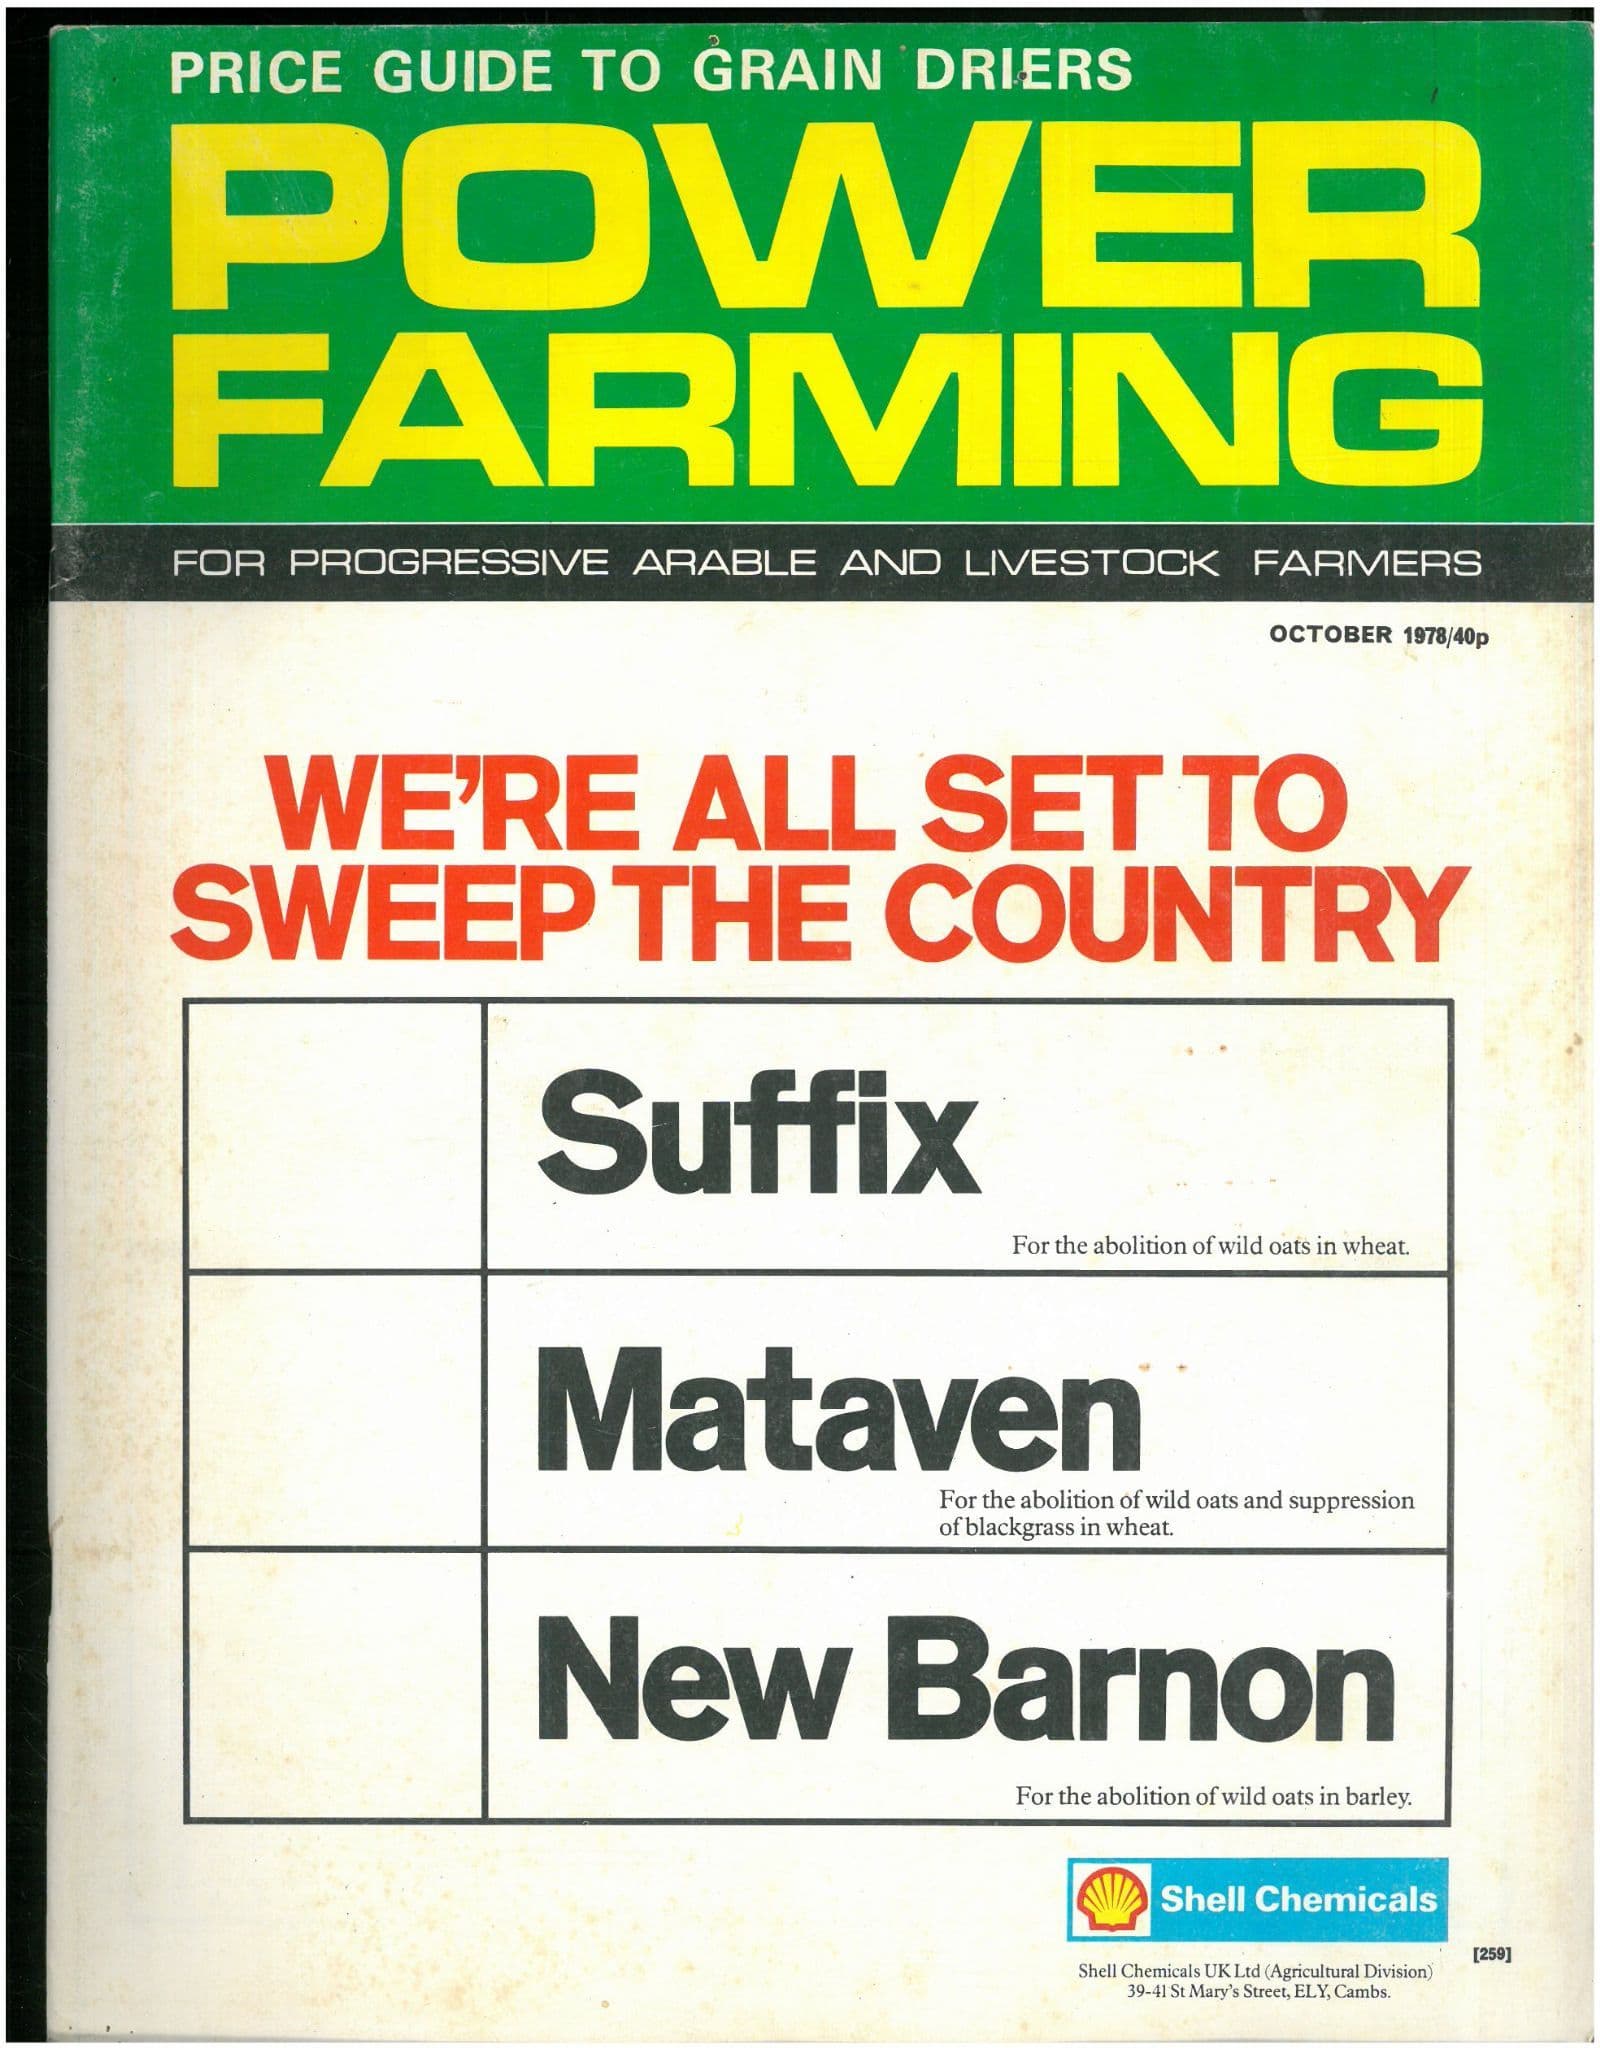 PRICE GUIDE TO GRAIN DRIERS
POWER
FARMING
FOR PROGRESSIVE ARABLE AND LIVESTOCK FARMERS
OCTOBER 1978/40p
WE'RE ALL SET TO
SWEEP THE COUNTRY
Suffix
For the abolition of wild oats in wheat.
Mataven
For the abolition of wild oats and suppression
of blackgrass in wheat.
New Barnon
For the abolition of wild oats in barley.
Shell Chemicals
[259]
Shell Chemicals UK Ltd (Agricultural Division)
39-41 St Mary's Street, ELY, Cambs.